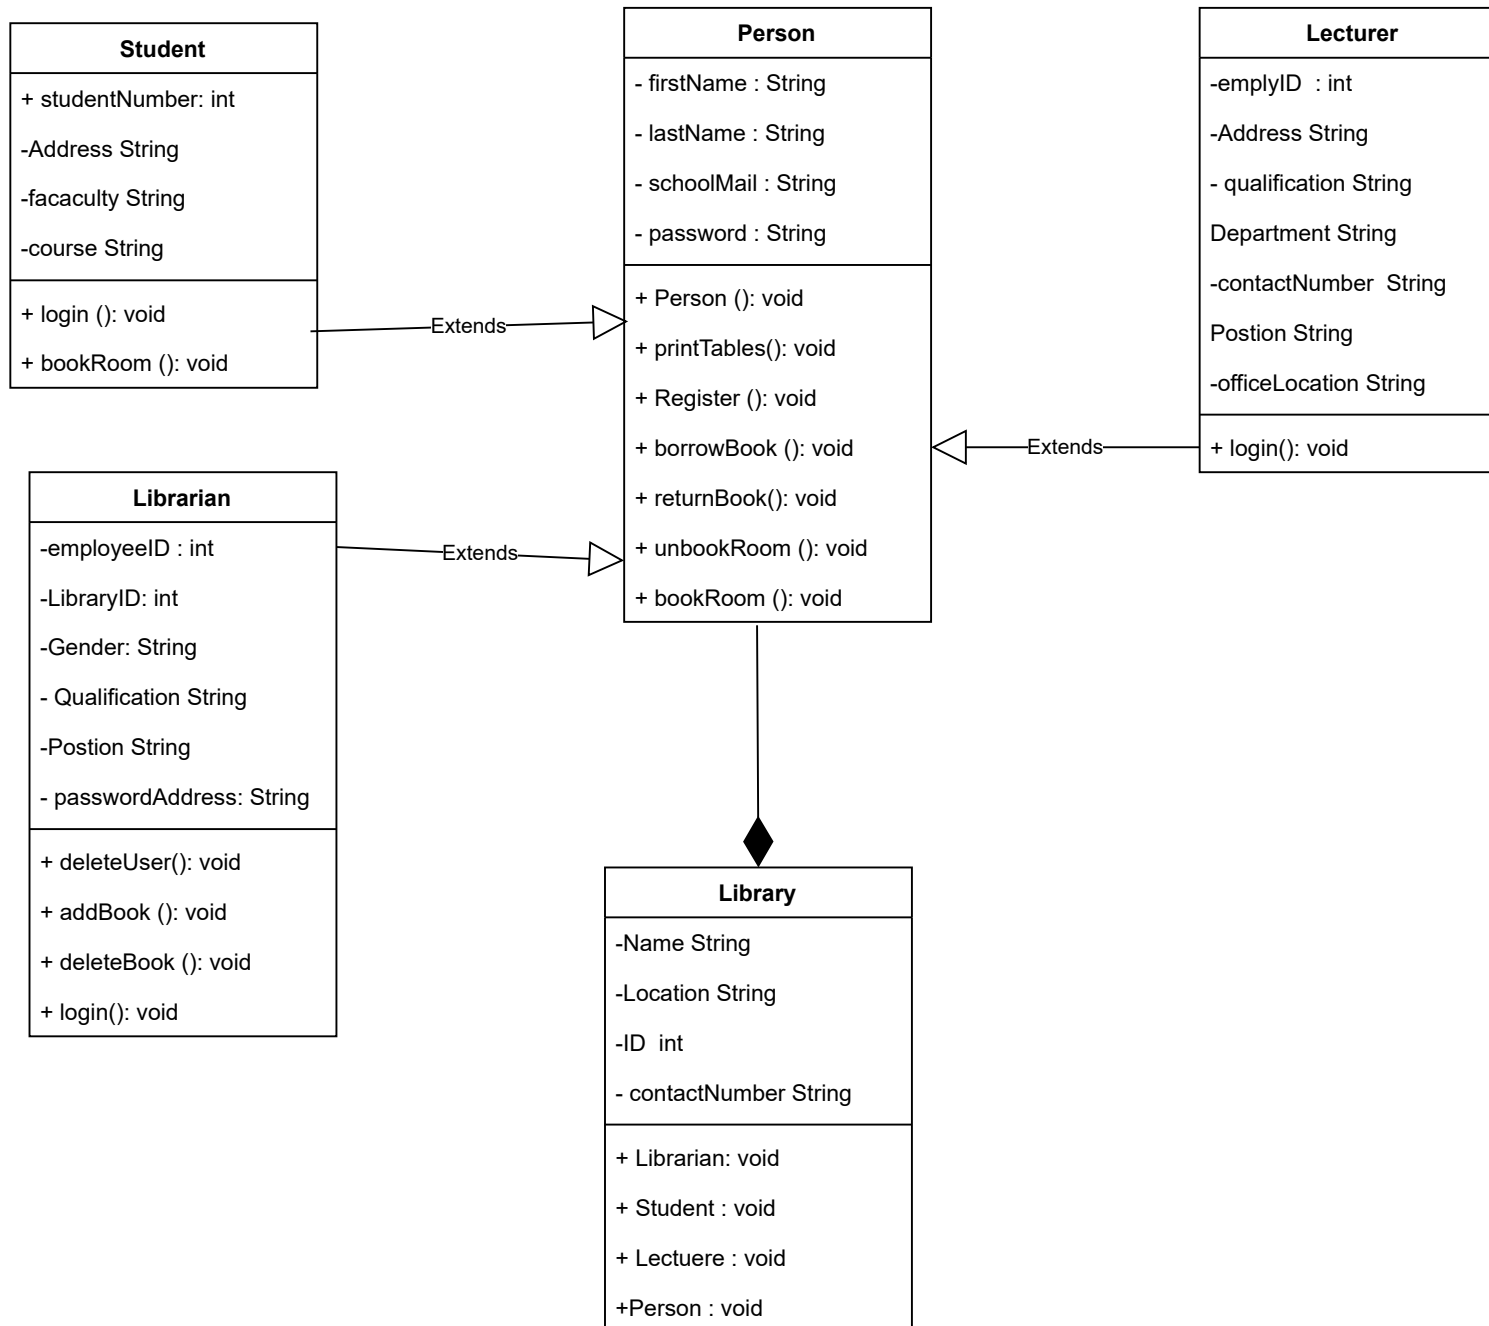 Student
+ studentNumber: int
-Address String
-facaculty String
-course String
+ login (): void
+ bookRoom (): void
Extends
Person
- firstName : String
- lastName : String
- schoolMail : String
- password : String
+ Person (): void
+ printTables(): void
+ Register (): void
+ borrowBook (): void
+ returnBook(): void
+ unbookRoom (): void
+ bookRoom (): void
Lecturer
-emplyID : int
-Address String
- qualification String
Department String
-contactNumber String
Postion String
-officeLocation String
+ login(): void
Extends
Librarian
-employeeID : int
-LibraryID: int
-Gender: String
- Qualification String
-Postion String
- passwordAddress: String
+ deleteUser(): void
+ addBook (): void
+ deleteBook (): void
+ login(): void
Extends
Library
-Name String
-Location String
-ID int
- contactNumber String
+ Librarian: void
+ Student : void
+ Lectuere : void
+Person : void